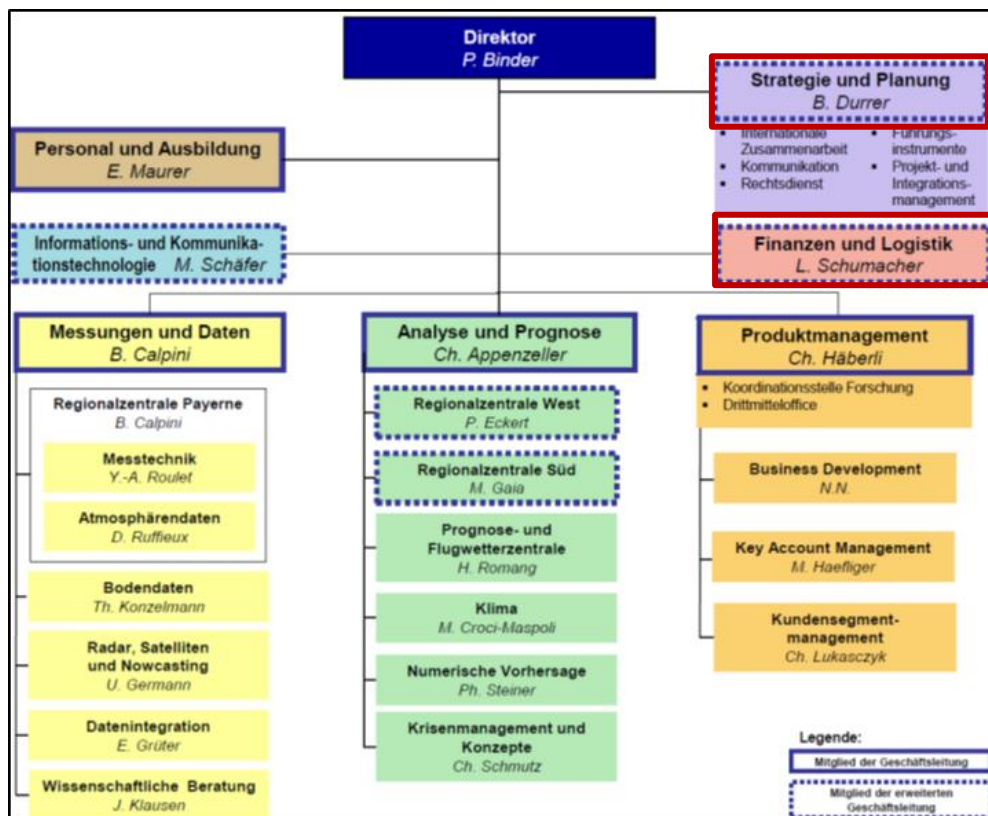 Direktor
P. Binder
Strategie und Planung
B. Durrer
Internationale
Zusammenarbeit
Kommunikation
Rechtsdienst
Führungs-
instrumente
Projekt- und
Integrations-
management
Personal und Ausbildung
E. Maurer
Informations- und Kommunika-
tionstechnologie M. Schäfer
Finanzen und Logistik
L. Schumacher
Messungen und Daten
B. Calpini
Regionalzentrale Payerne
B. Calpini
Messtechnik
Y.-A. Roulet
Atmosphärendaten
D. Ruffieux
Bodendaten
Th. Konzelmann
Radar, Satelliten
und Nowcasting
U. Germann
Datenintegration
E. Grüter
Wissenschaftliche Beratung
J. Klausen
Analyse und Prognose
Ch. Appenzeller
Regionalzentrale West
P. Eckert
Regionalzentrale Süd
M. Gaia
Prognose- und
Flugwetterzentrale
H. Romang
Klima
M. Croci-Maspoli
Numerische Vorhersage
Ph. Steiner
Krisenmanagement und
Konzepte
Ch. Schmutz
Produktmanagement
Ch. Häberli
Koordinationsstelle Forschung
Drittmitteloffice
Business Development
N.N.
Key Account Management
M. Haefliger
Kundensegment-
management
Ch. Lukasczyk
Legende:
Mitglied der Geschäftsleitung
Mitglied der erweiterten
Geschäftsleitung